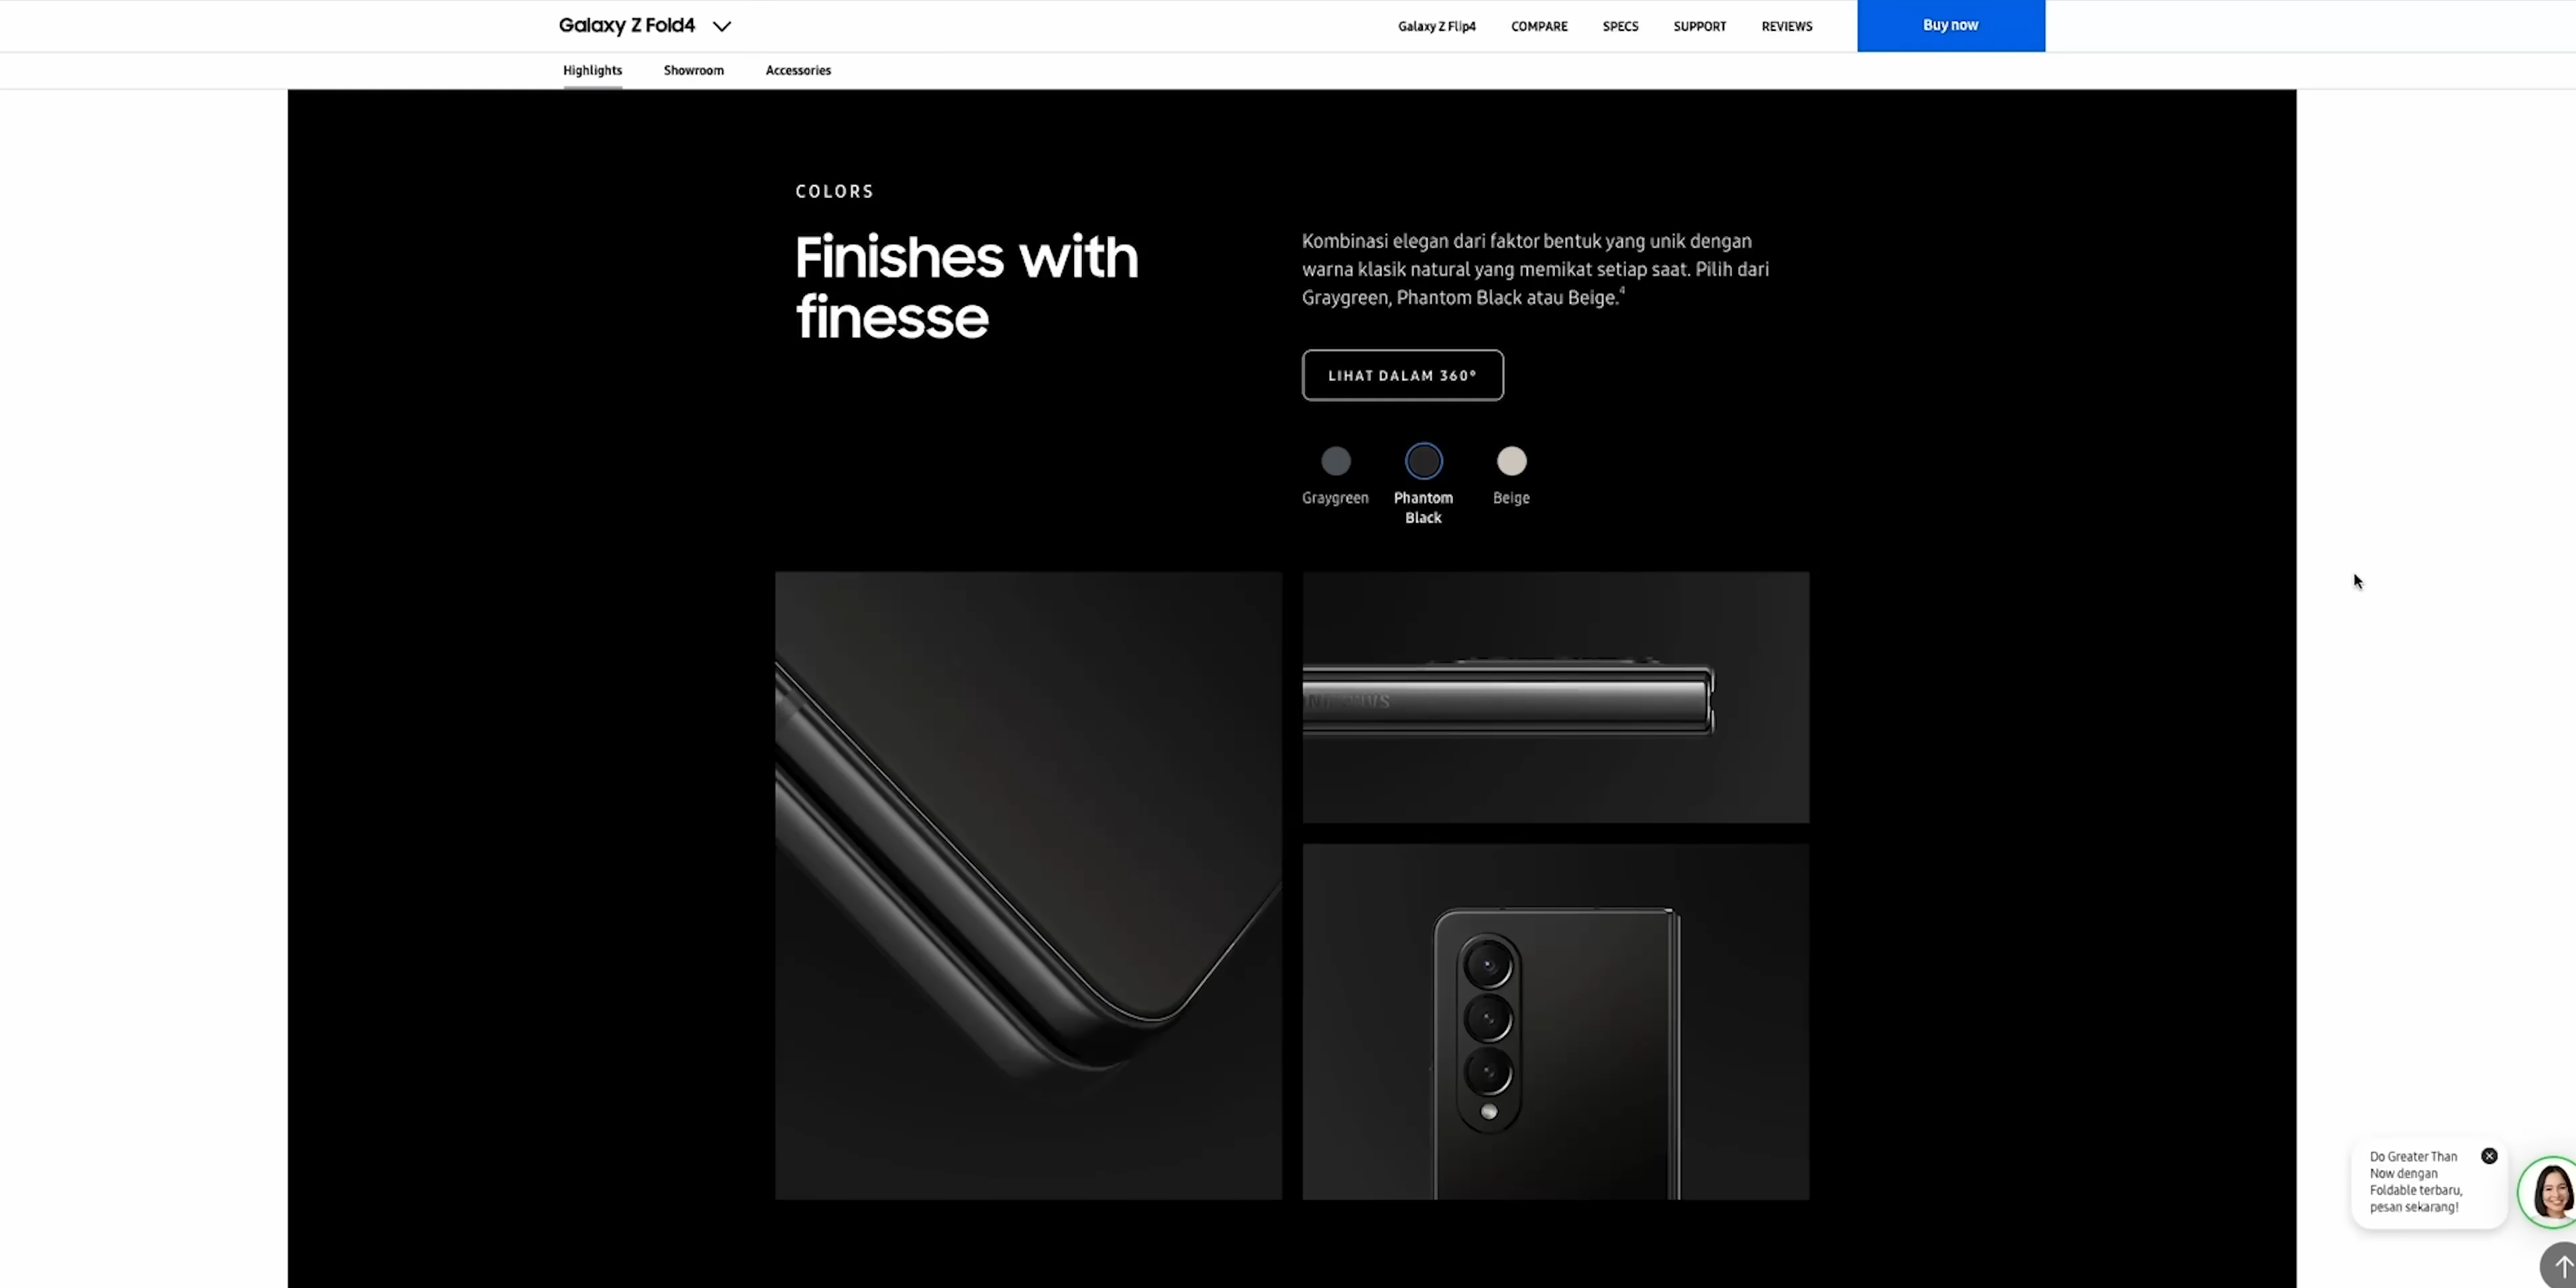 Galaxy Z Fold4
Galaxy Z Flip4
COMPARE
SPECS
SUPPORT
REVIEWS
Buy now
Highlights
Showroom
Accessories
COLORS
Finishes with
finesse
Kombinasi elegan dari faktor bentuk yang unik dengan
warna klasik natural yang memikat setiap saat. Pilih dari
Graygreen, Phantom Black atau Beige.⁴
LIHAT DALAM 360°
Graygreen
Phantom
Black
Beige
Do Greater Than
Now dengan
Foldable terbaru,
pesan sekarang!